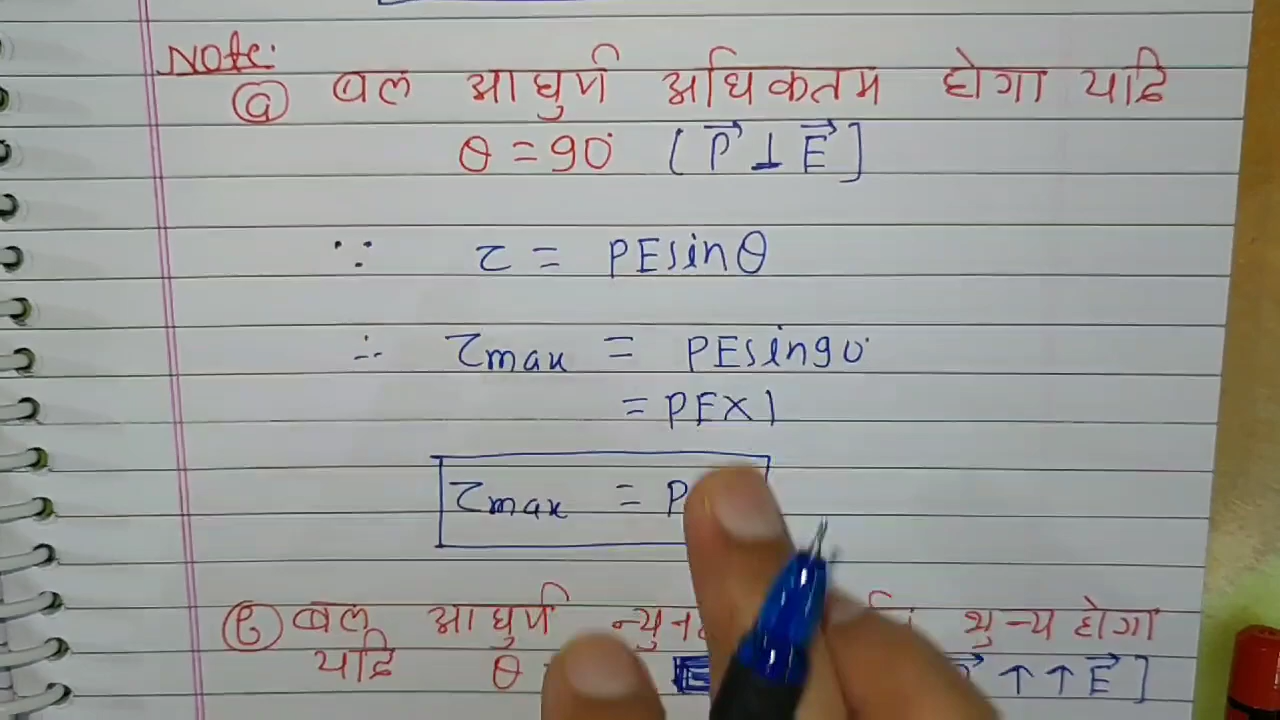 Note:
(a) बल आघुर्ण अधिकतम होगा यदि
θ = 90° ( P⃗ ⊥ E⃗ ]
∵ τ = PEsinθ
∴ τmax = PEsin90°
= PE×1
τmax = P
(b) बल आघुर्ण शुन्य होगा
यदि θ P⃗ ↑↑ E⃗ ]